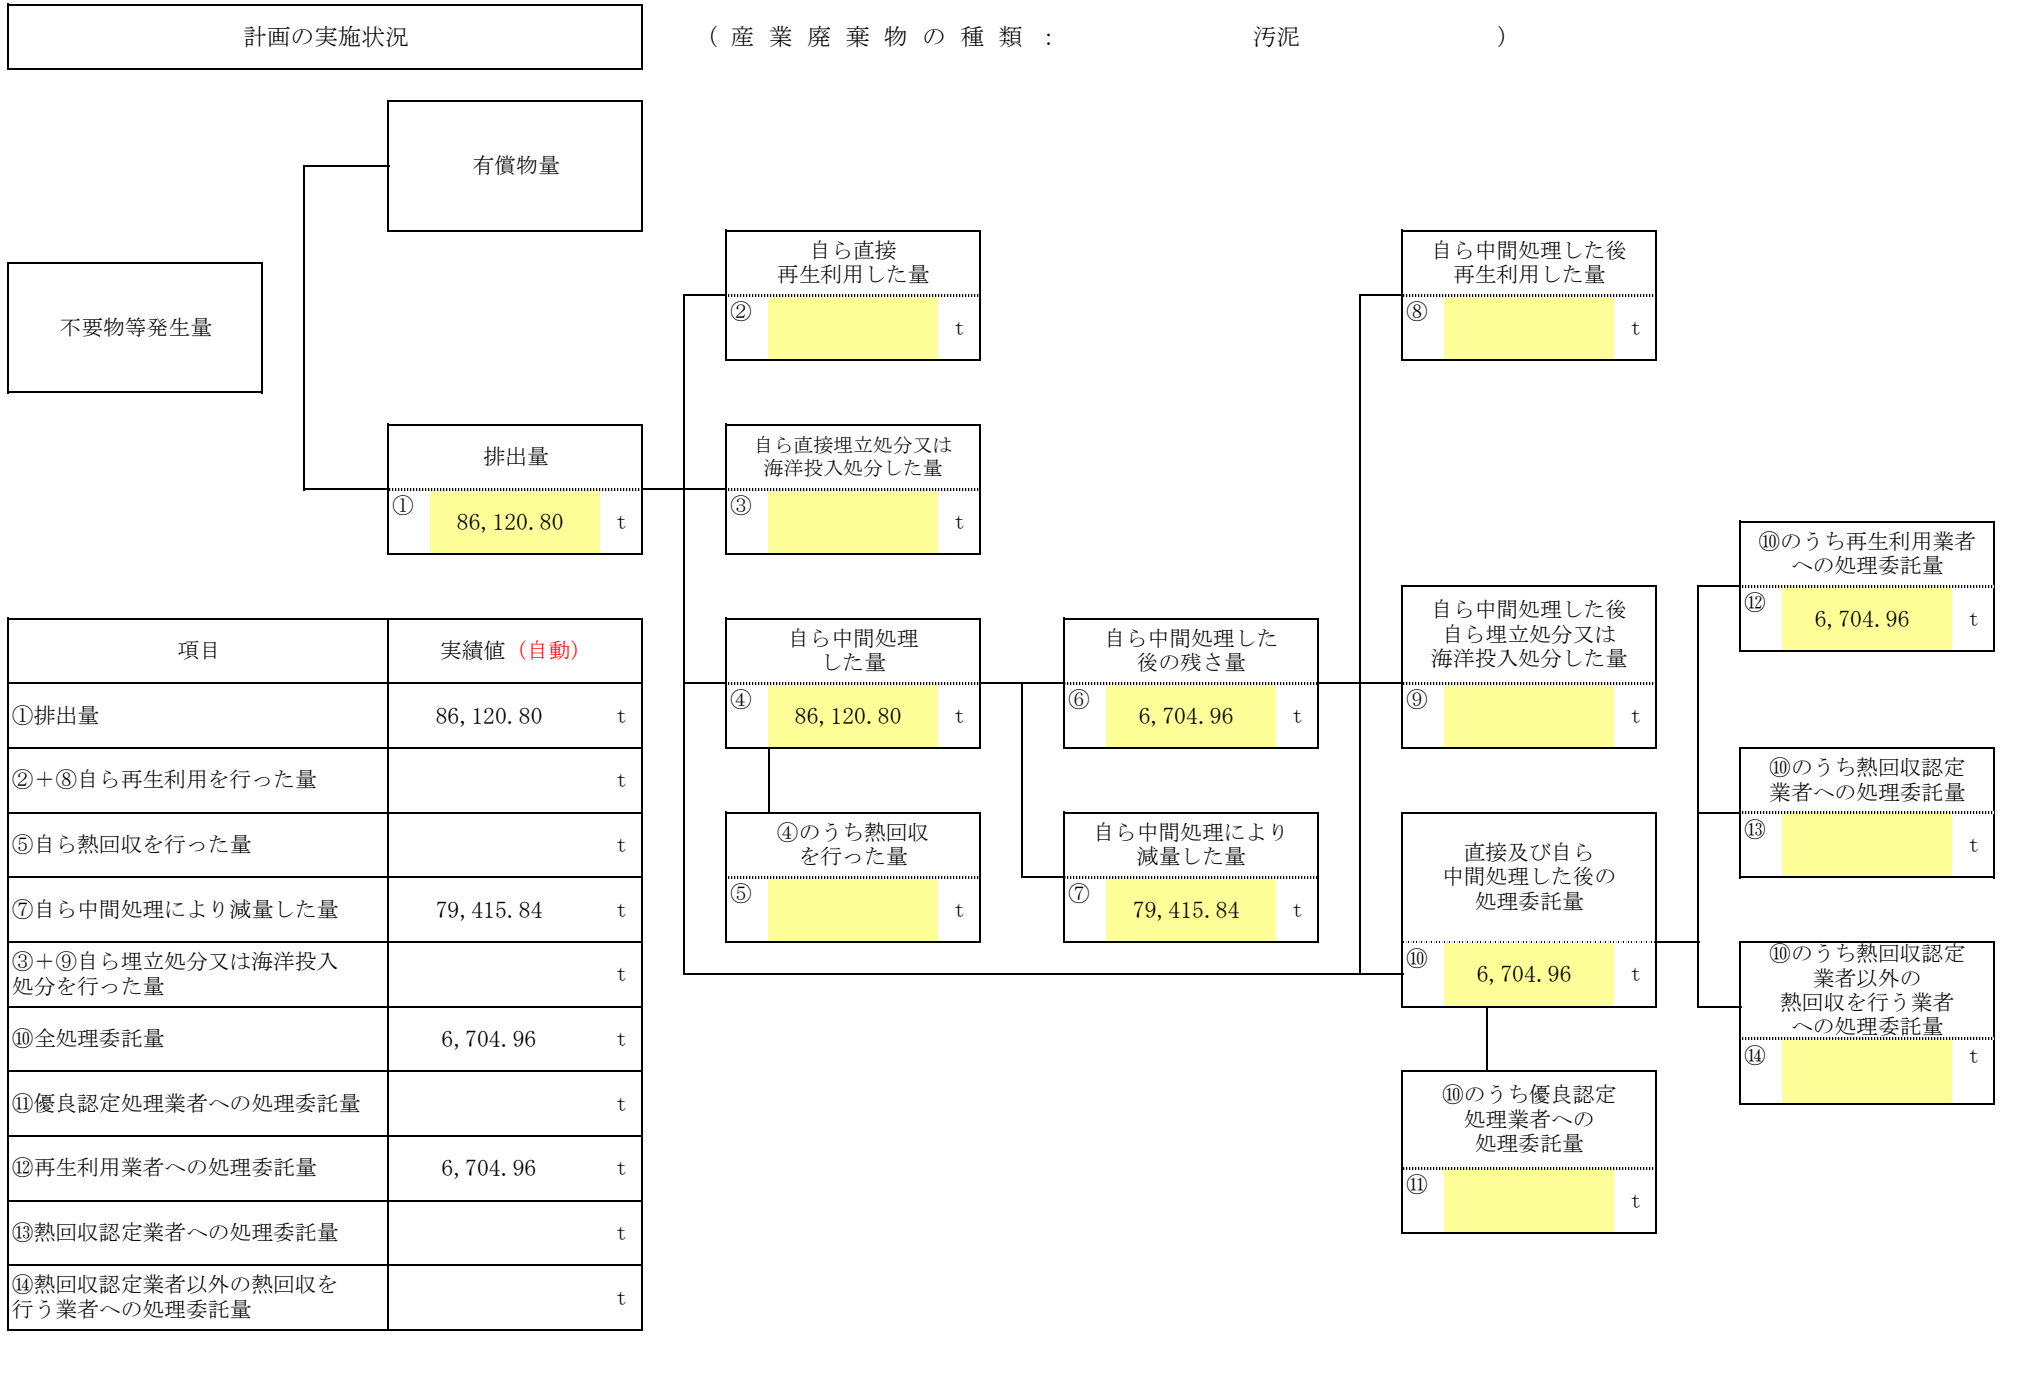 計画の実施状況
（産業廃棄物の種類：　汚泥　）
有償物量
不要物等発生量
自ら直接
再生利用した量
② t
自ら中間処理した後
再生利用した量
⑧ t
排出量
① 86,120.80 t
自ら直接埋立処分又は
海洋投入処分した量
③ t
⑩のうち再生利用業者
への処理委託量
⑫ 6,704.96 t
自ら中間処理
した量
④ 86,120.80 t
自ら中間処理した
後の残さ量
⑥ 6,704.96 t
自ら中間処理した後
自ら埋立処分又は
海洋投入処分した量
⑨ t
⑩のうち熱回収認定
業者への処理委託量
⑬ t
④のうち熱回収
を行った量
⑤ t
自ら中間処理により
減量した量
⑦ 79,415.84 t
直接及び自ら
中間処理した後の
処理委託量
⑩ 6,704.96 t
⑩のうち熱回収認定
業者以外の
熱回収を行う業者
への処理委託量
⑭ t
⑩のうち優良認定
処理業者への
処理委託量
⑪ t
項目 実績値（自動）
①排出量 86,120.80 t
②＋⑧自ら再生利用を行った量 t
⑤自ら熱回収を行った量 t
⑦自ら中間処理により減量した量 79,415.84 t
③＋⑨自ら埋立処分又は海洋投入
処分を行った量 t
⑩全処理委託量 6,704.96 t
⑪優良認定処理業者への処理委託量 t
⑫再生利用業者への処理委託量 6,704.96 t
⑬熱回収認定業者への処理委託量 t
⑭熱回収認定業者以外の熱回収を
行う業者への処理委託量 t